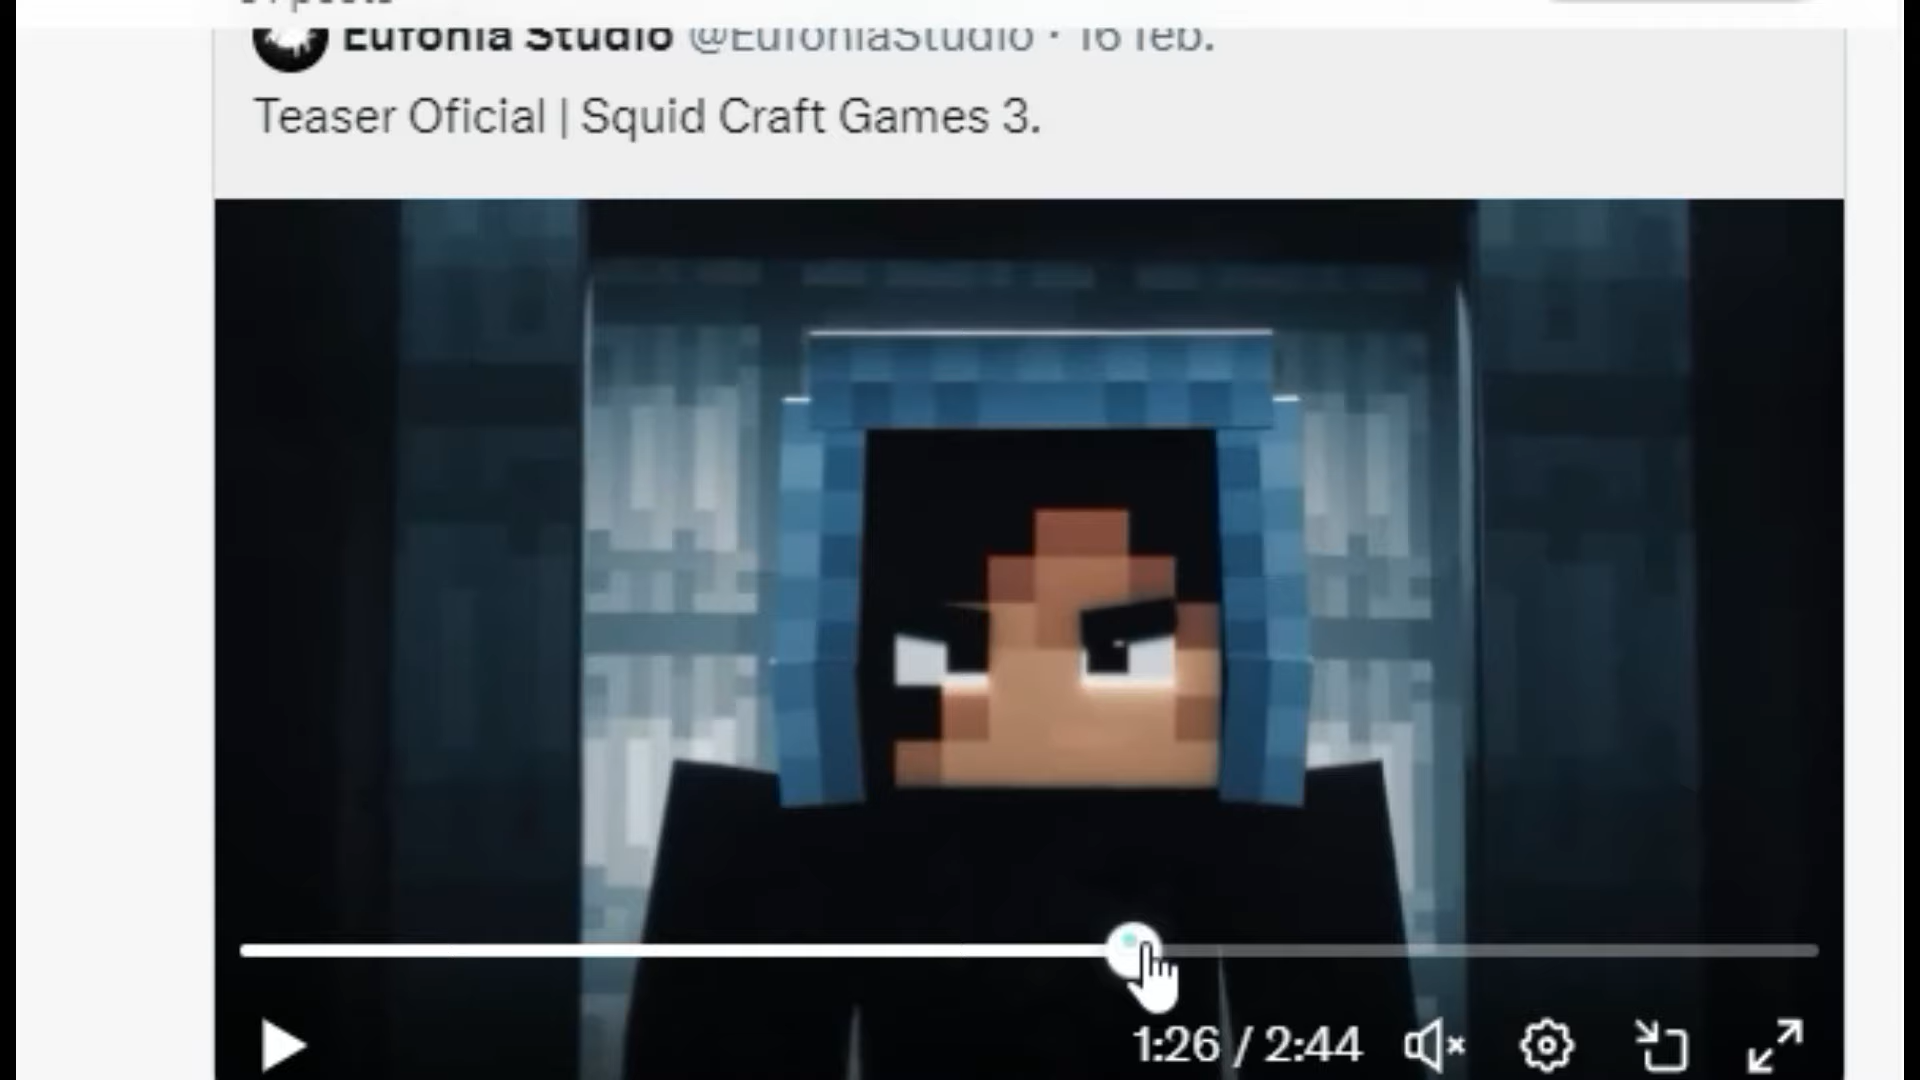 Eufonia Studio @EufoniaStudio · 16 feb.
Teaser Oficial | Squid Craft Games 3.
1:26 / 2:44